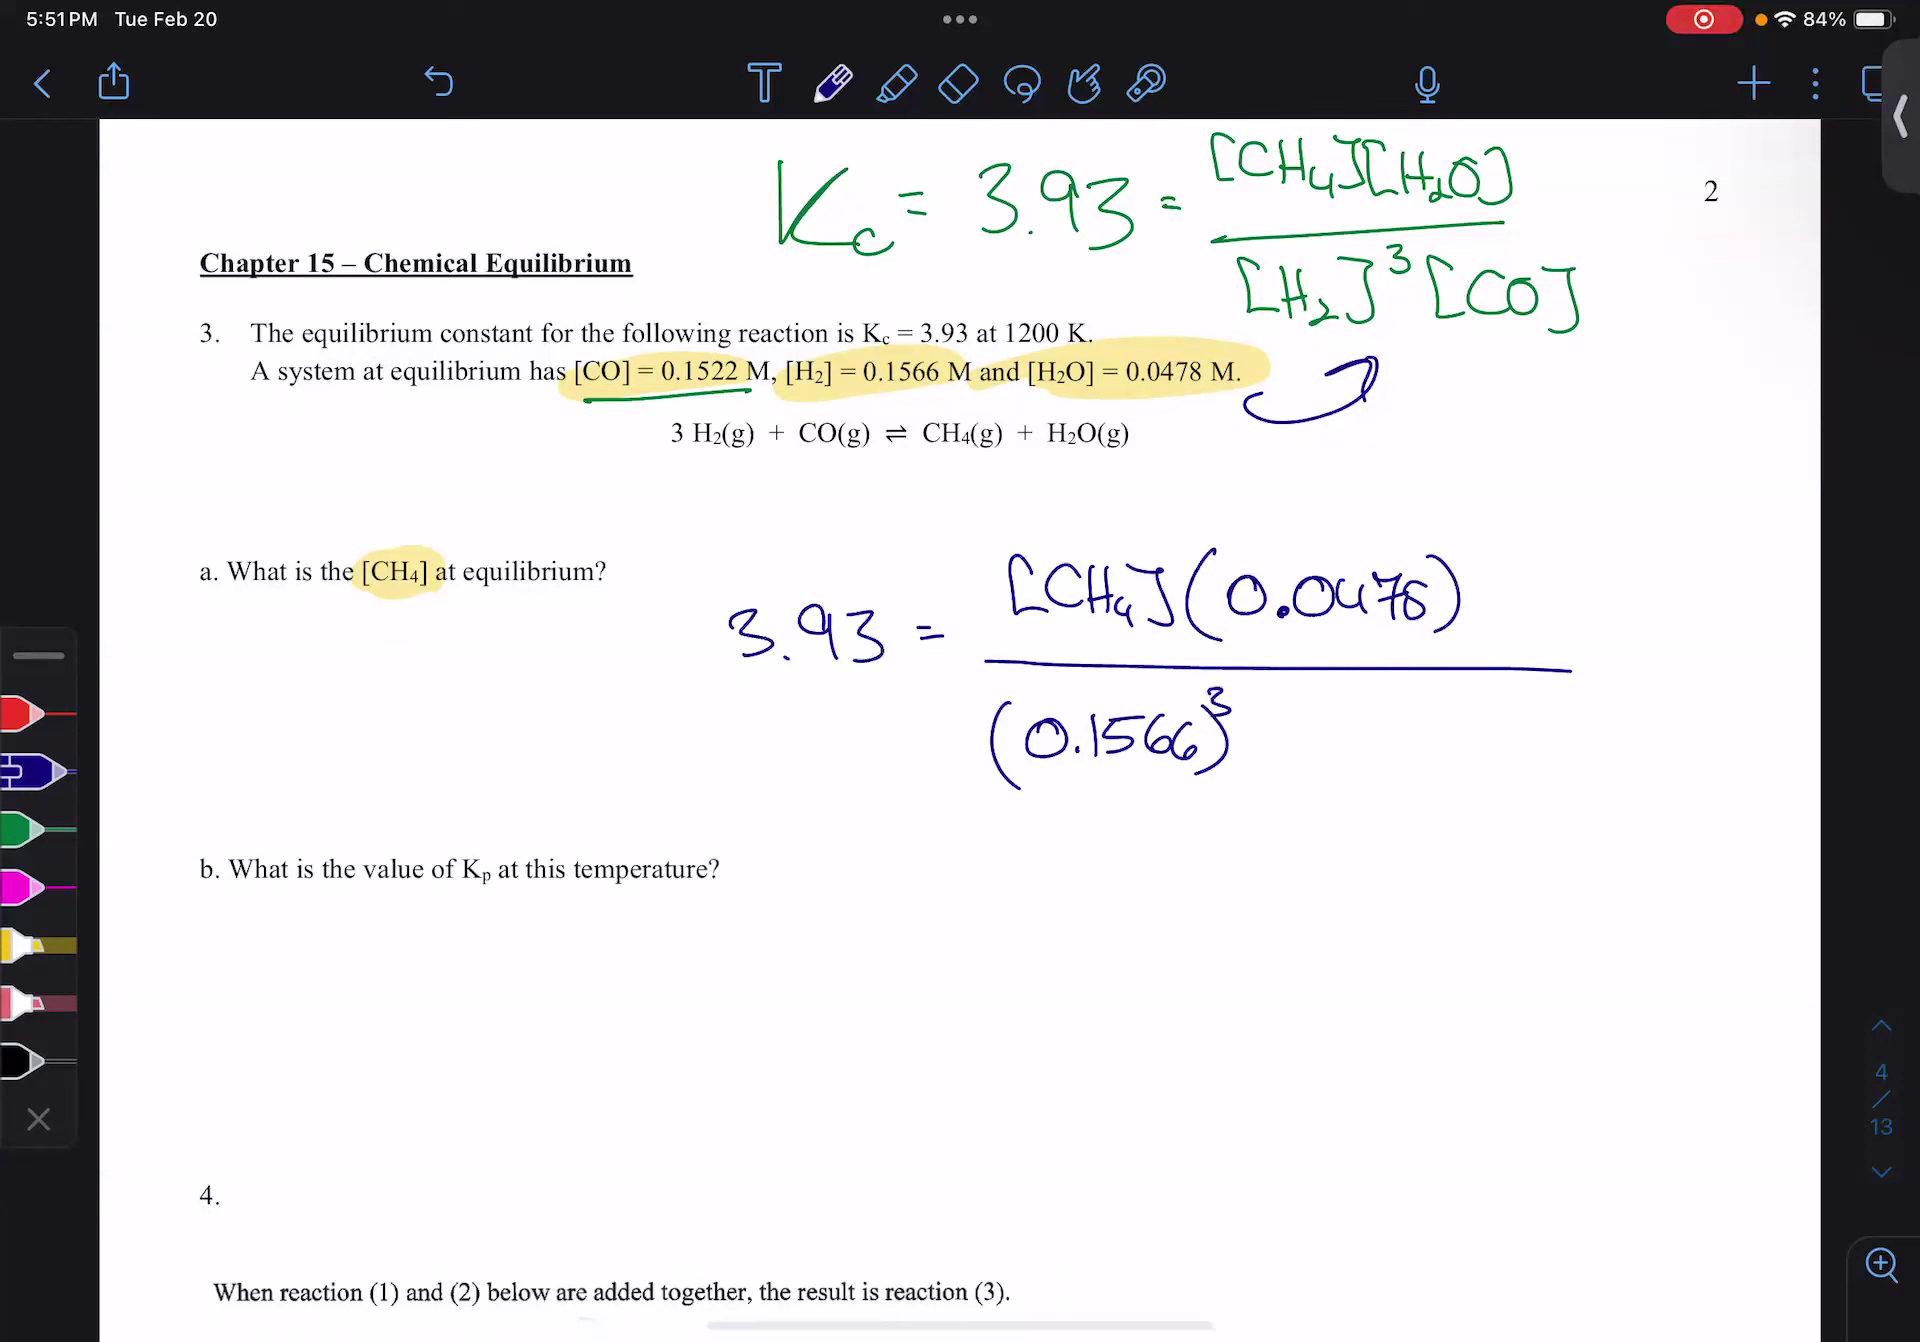 5:51 PM Tue Feb 20
84%
K_c = 3.93 = [CH₄][H₂O] / [H₂]³[CO]
2
Chapter 15 – Chemical Equilibrium
3. The equilibrium constant for the following reaction is K_c = 3.93 at 1200 K.
A system at equilibrium has [CO] = 0.1522 M, [H₂] = 0.1566 M and [H₂O] = 0.0478 M.
3 H₂(g) + CO(g) ⇌ CH₄(g) + H₂O(g)
a. What is the [CH₄] at equilibrium?
3.93 = [CH₄](0.0478) / (0.1566)³
b. What is the value of Kₚ at this temperature?
4
/
13
4.
When reaction (1) and (2) below are added together, the result is reaction (3).